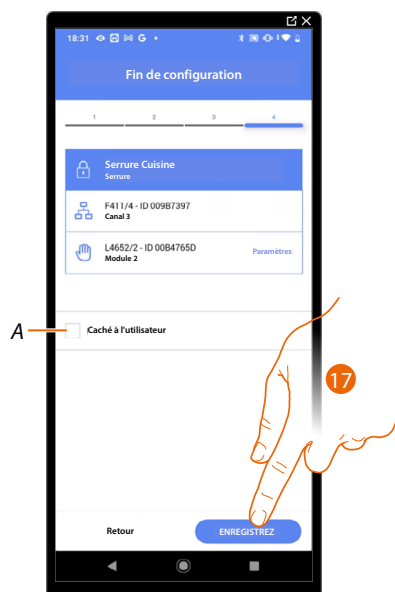 18:31 G
Fin de configuration
1 2 3 4
Serrure Cuisine
Serrure
F411/4 - ID 009B7397
Canal 3
L4652/2 - ID 00B4765D
Module 2
Paramètres
A
Caché à l'utilisateur
17
Retour
ENREGISTREZ